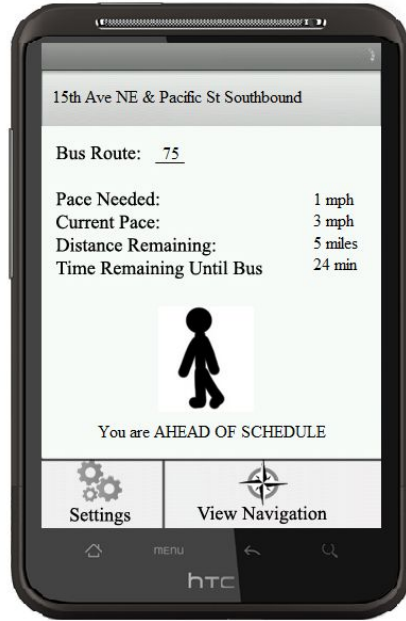 15th Ave NE & Pacific St Southbound
Bus Route: 75
Pace Needed: 1 mph
Current Pace: 3 mph
Distance Remaining: 5 miles
Time Remaining Until Bus 24 min
You are AHEAD OF SCHEDULE
Settings View Navigation
MENU
hTC